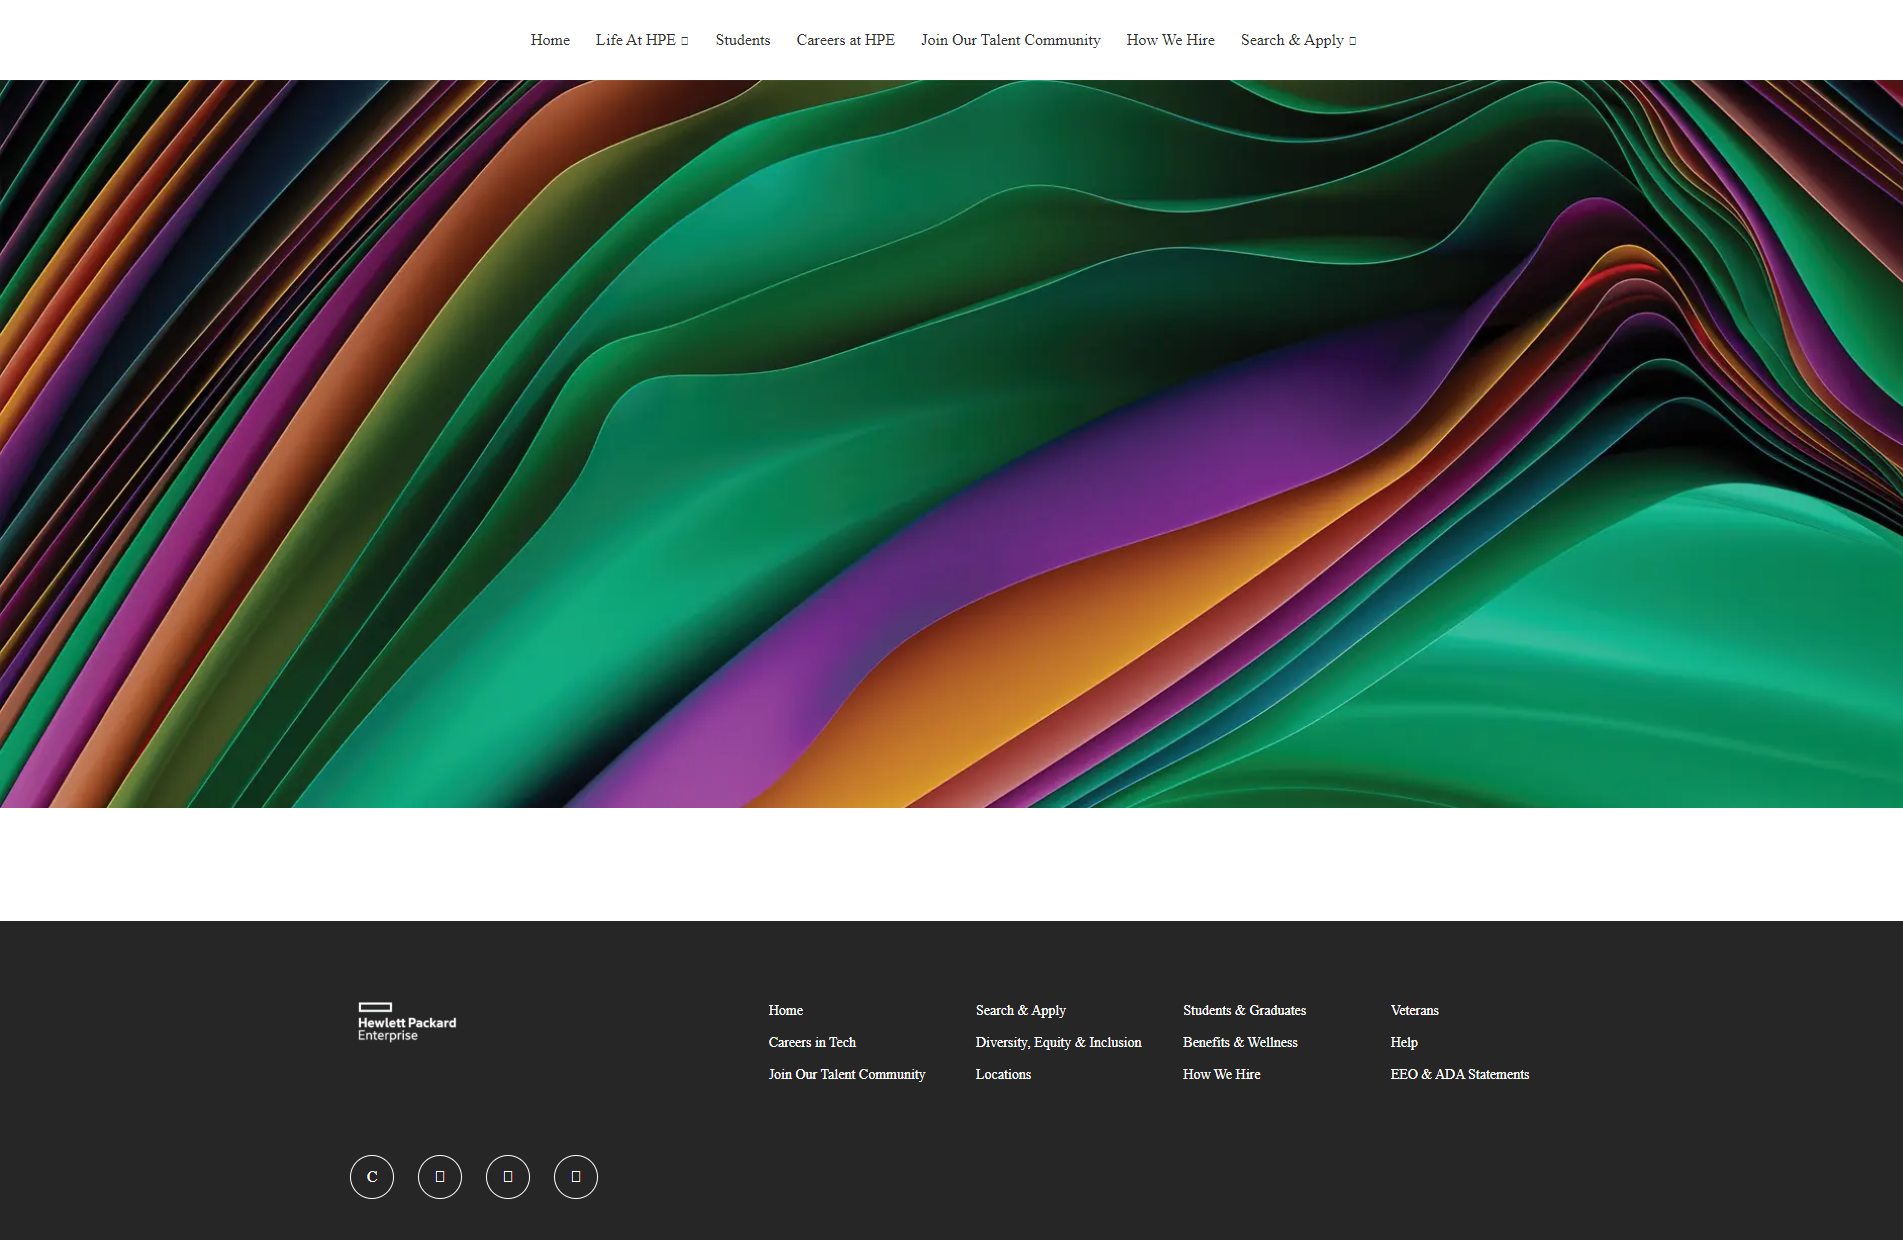 Home Life At HPE Students Careers at HPE Join Our Talent Community How We Hire Search & Apply
Hewlett Packard
Enterprise
Home Search & Apply Students & Graduates Veterans
Careers in Tech Diversity, Equity & Inclusion Benefits & Wellness Help
Join Our Talent Community Locations How We Hire EEO & ADA Statements
C